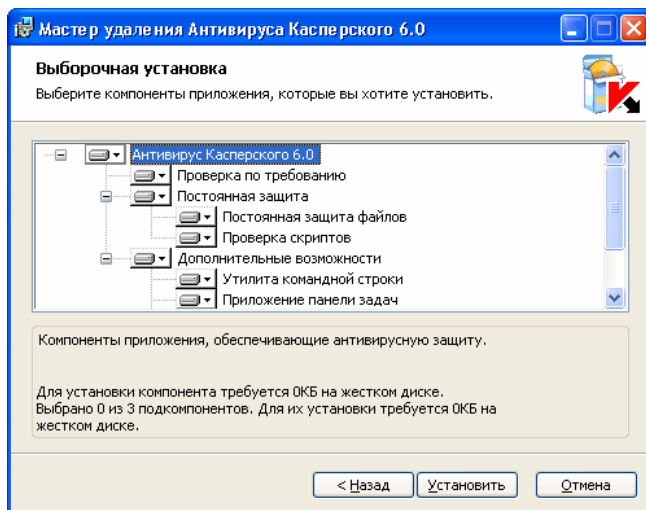 Мастер удаления Антивируса Касперского 6.0
Выборочная установка
Выберите компоненты приложения, которые вы хотите установить.
Антивирус Касперского 6.0
Проверка по требованию
Постоянная защита
Постоянная защита файлов
Проверка скриптов
Дополнительные возможности
Утилита командной строки
Приложение панели задач
Компоненты приложения, обеспечивающие антивирусную защиту.
Для установки компонента требуется 0КБ на жестком диске.
Выбрано 0 из 3 подкомпонентов. Для их установки требуется 0КБ на
жестком диске.
< Назад Установить Отмена